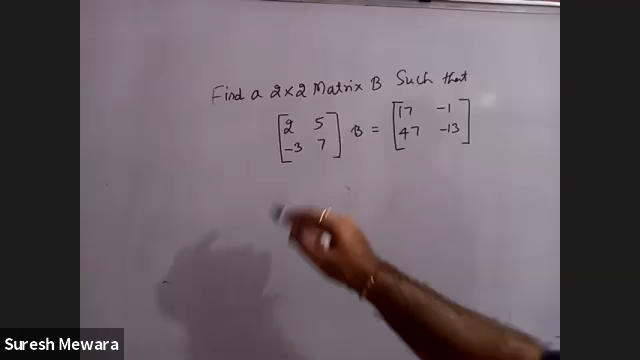 Find a 2×2 Matrix B Such that
[2 5
-3 7] B = [17 -1
47 -13]
Suresh Mewara